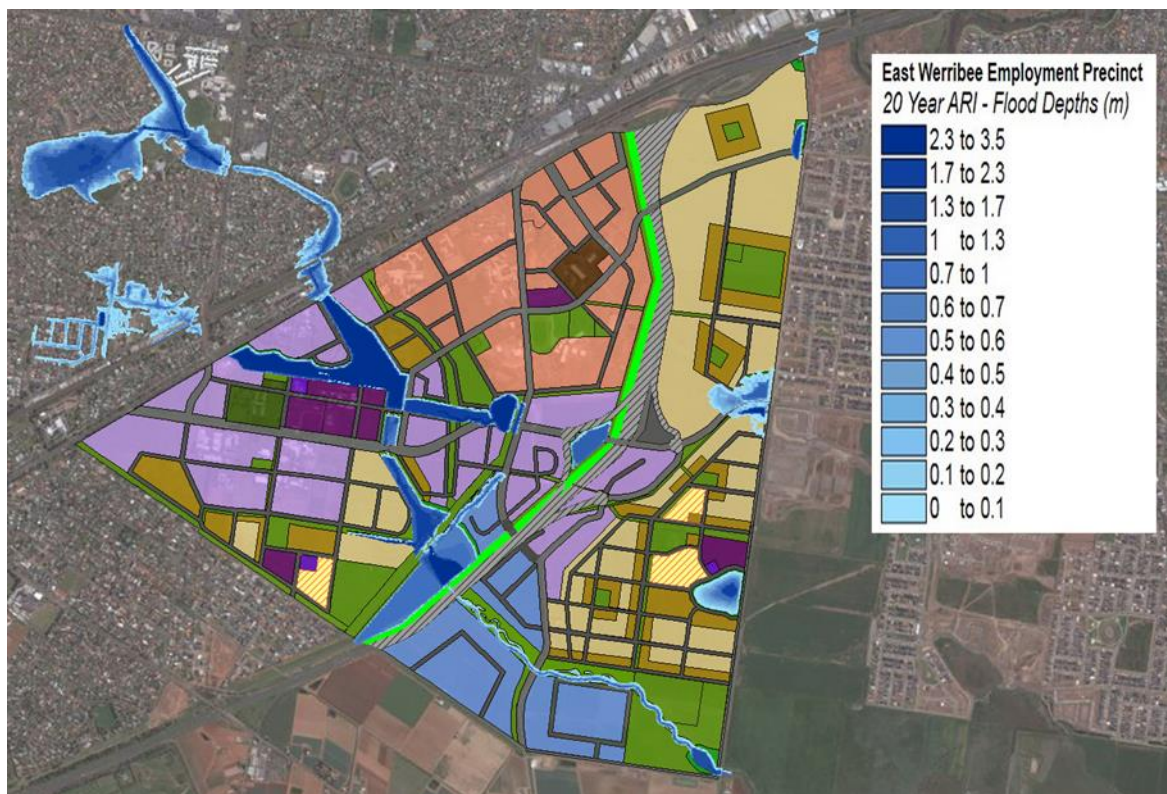 East Werribee Employment Precinct
20 Year ARI - Flood Depths (m)
2.3 to 3.5
1.7 to 2.3
1.3 to 1.7
1 to 1.3
0.7 to 1
0.6 to 0.7
0.5 to 0.6
0.4 to 0.5
0.3 to 0.4
0.2 to 0.3
0.1 to 0.2
0 to 0.1